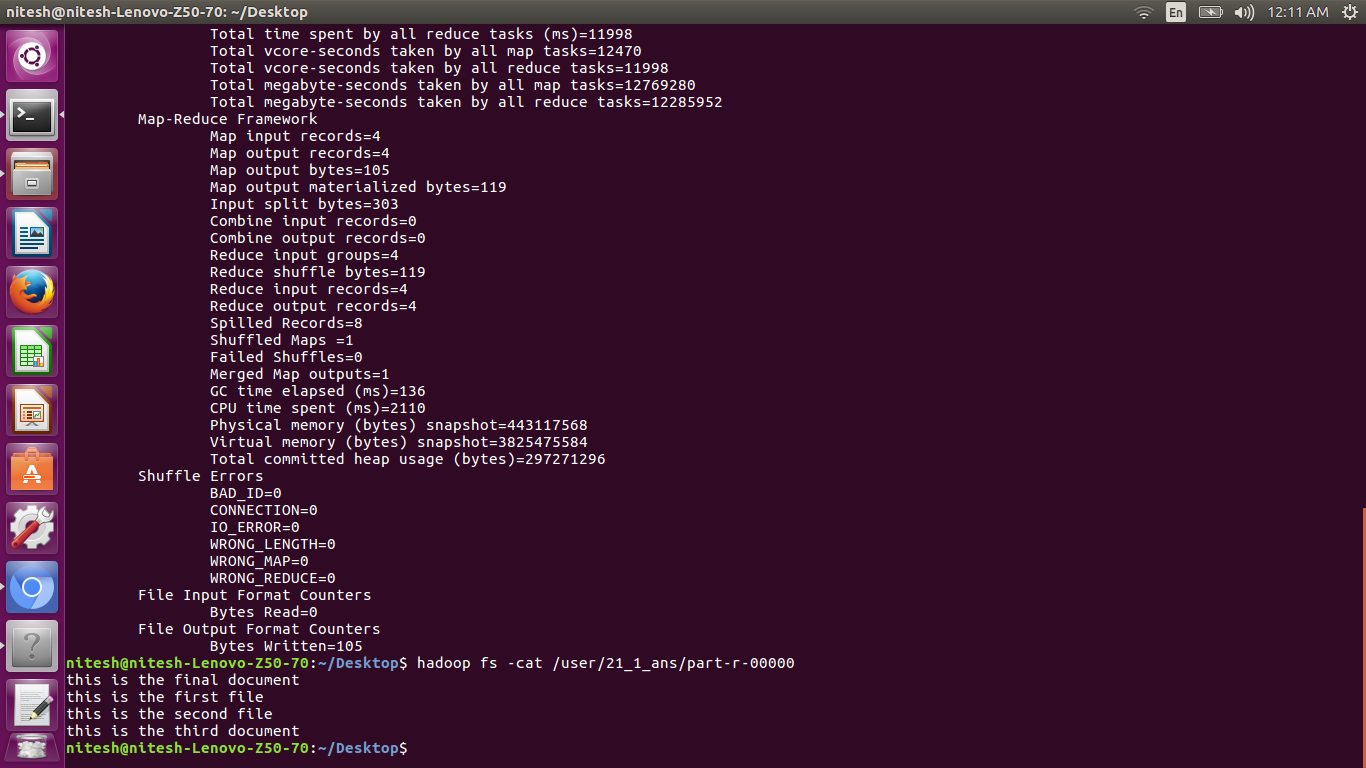 nitesh@nitesh-Lenovo-Z50-70: ~/Desktop
En
12:11 AM
Total time spent by all reduce tasks (ms)=11998
Total vcore-seconds taken by all map tasks=12470
Total vcore-seconds taken by all reduce tasks=11998
Total megabyte-seconds taken by all map tasks=12769280
Total megabyte-seconds taken by all reduce tasks=12285952
Map-Reduce Framework
Map input records=4
Map output records=4
Map output bytes=105
Map output materialized bytes=119
Input split bytes=303
Combine input records=0
Combine output records=0
Reduce input groups=4
Reduce shuffle bytes=119
Reduce input records=4
Reduce output records=4
Spilled Records=8
Shuffled Maps =1
Failed Shuffles=0
Merged Map outputs=1
GC time elapsed (ms)=136
CPU time spent (ms)=2110
Physical memory (bytes) snapshot=443117568
Virtual memory (bytes) snapshot=3825475584
Total committed heap usage (bytes)=297271296
Shuffle Errors
BAD_ID=0
CONNECTION=0
IO_ERROR=0
WRONG_LENGTH=0
WRONG_MAP=0
WRONG_REDUCE=0
File Input Format Counters
Bytes Read=0
File Output Format Counters
Bytes Written=105
nitesh@nitesh-Lenovo-Z50-70:~/Desktop$ hadoop fs -cat /user/21_1_ans/part-r-00000
this is the final document
this is the first file
this is the second file
this is the third document
nitesh@nitesh-Lenovo-Z50-70:~/Desktop$